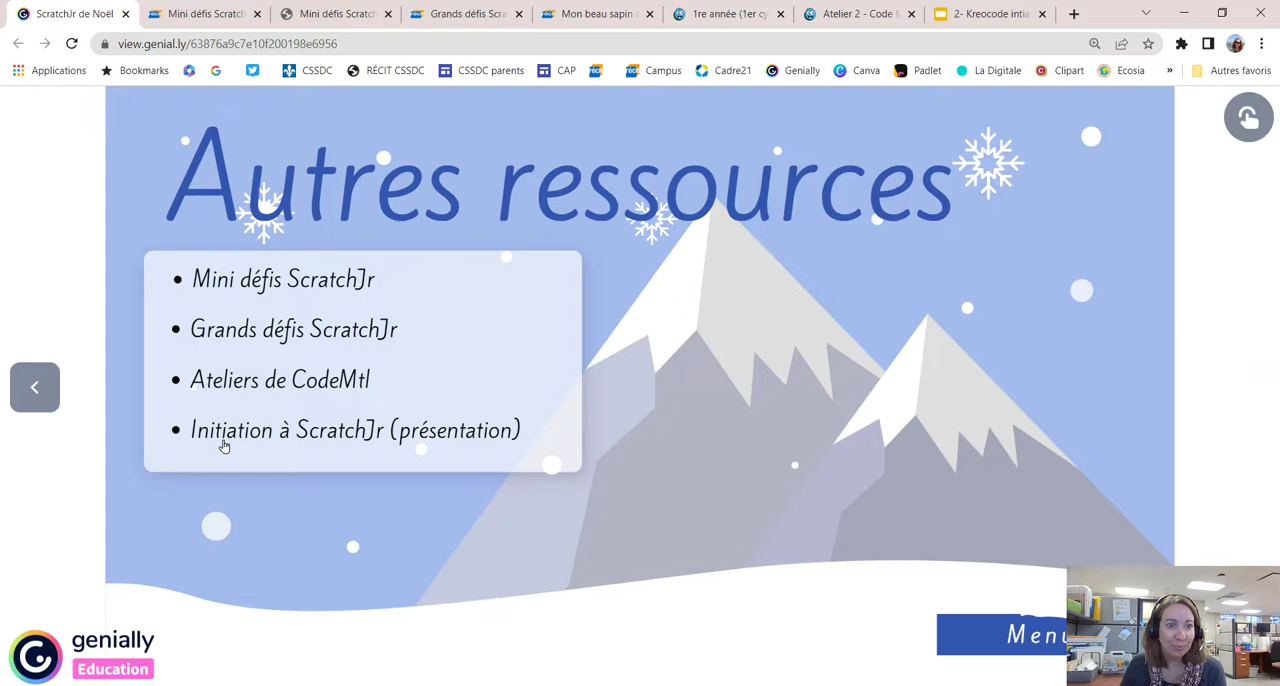 ScratchJr de Noël
Mini défis Scratch
Mini défis Scratch
Grands défis Scra
Mon beau sapin d
1re année (1er cy
Atelier 2 - Code M
2- Kreocode intia
view.genial.ly/63876a9c7e10f200198e6956
Applications
Bookmarks
CSSDC
RÉCIT CSSDC
CSSDC parents
CAP
Campus
Cadre21
Genially
Canva
Padlet
La Digitale
Clipart
Ecosia
»
Autres favoris
Autres ressources
• Mini défis ScratchJr
• Grands défis ScratchJr
• Ateliers de CodeMtl
• Initiation à ScratchJr (présentation)
Menu
genially
Education